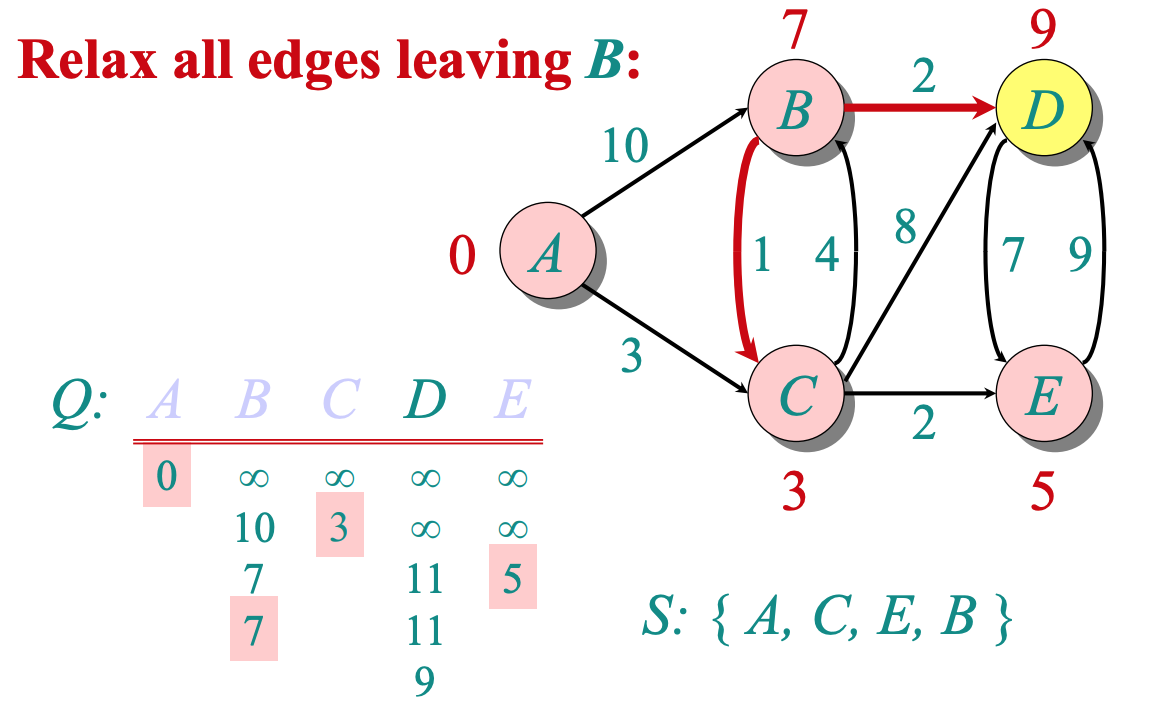 7 9
Relax all edges leaving B:
2
B D
10
8
0 A 1 4 7 9
3
Q: A B C D E
C E
2
0 ∞ ∞ ∞ ∞
3 5
10 3 ∞ ∞
7 11 5
S: { A, C, E, B }
7 11
9